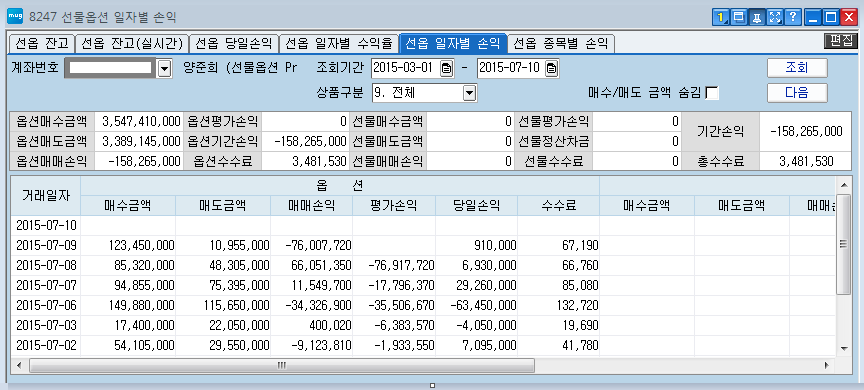 mug 8247 선물옵션 일자별 손익 1
선옵 잔고 선옵 잔고(실시간) 선옵 당일손익 선옵 일자별 수익율 선옵 일자별 손익 선옵 종목별 손익 편집
계좌번호 양준희 (선물옵션 Pr 조회기간 2015-03-01 - 2015-07-10 조회
상품구분 9. 전체 매수/매도 금액 숨김 다음
옵션매수금액 3,547,410,000 옵션평가손익 0 선물매수금액 0 선물평가손익 0 기간손익 -158,265,000
옵션매도금액 3,389,145,000 옵션기간손익 -158,265,000 선물매도금액 0 선물정산차금 0
옵션매매손익 -158,265,000 옵션수수료 3,481,530 선물매매손익 0 선물수수료 0 총수수료 3,481,530
거래일자 옵 션
매수금액 매도금액 매매손익 평가손익 당일손익 수수료 매수금액 매도금액 매매손
2015-07-10
2015-07-09 123,450,000 10,955,000 -76,007,720 910,000 67,190
2015-07-08 85,320,000 48,305,000 66,051,350 -76,917,720 6,930,000 66,760
2015-07-07 94,855,000 75,395,000 11,549,700 -17,796,370 29,260,000 85,080
2015-07-06 149,880,000 115,650,000 -34,326,900 -35,506,670 -63,450,000 132,720
2015-07-03 17,400,000 22,050,000 400,020 -6,383,570 -4,050,000 19,690
2015-07-02 54,105,000 29,550,000 -9,123,810 -1,933,550 7,095,000 41,780